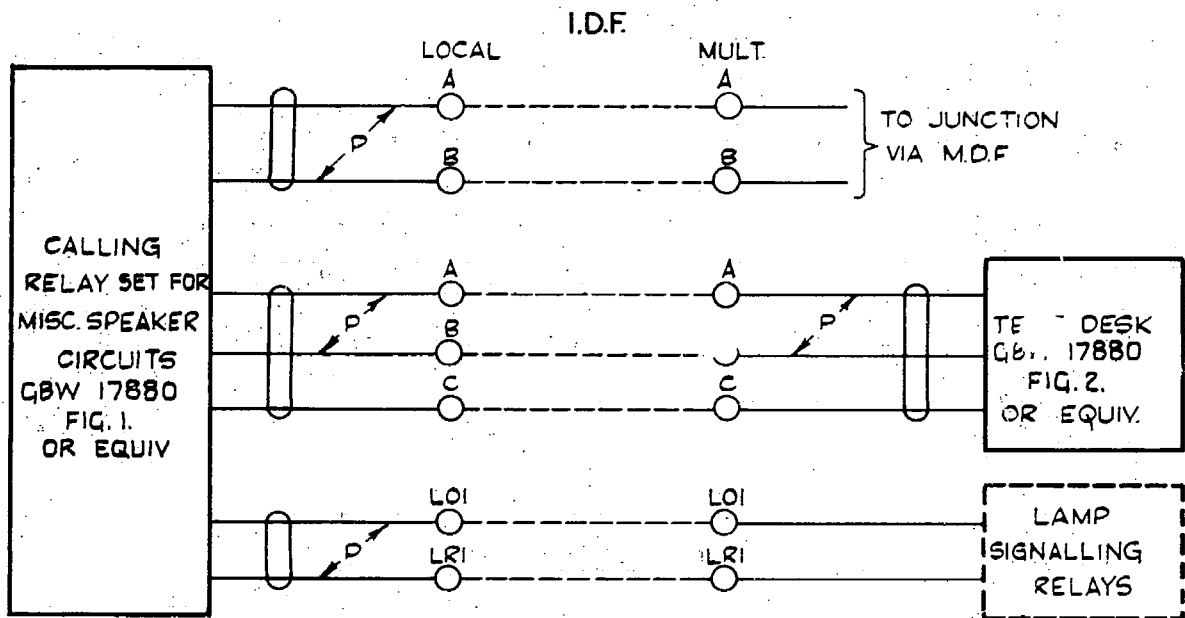 I.D.F.
LOCAL
MULT.
A
A
P
TO JUNCTION
VIA M.D.F
B
B
CALLING
RELAY SET FOR
MISC. SPEAKER
CIRCUITS
GBW 17880
FIG. 1.
OR EQUIV
A
A
P
P
B
C
C
DESK
17880
FIG. 2.
OR EQUIV.
LO1
LO1
P
LR1
LR1
LAMP
SIGNALLING
RELAYS